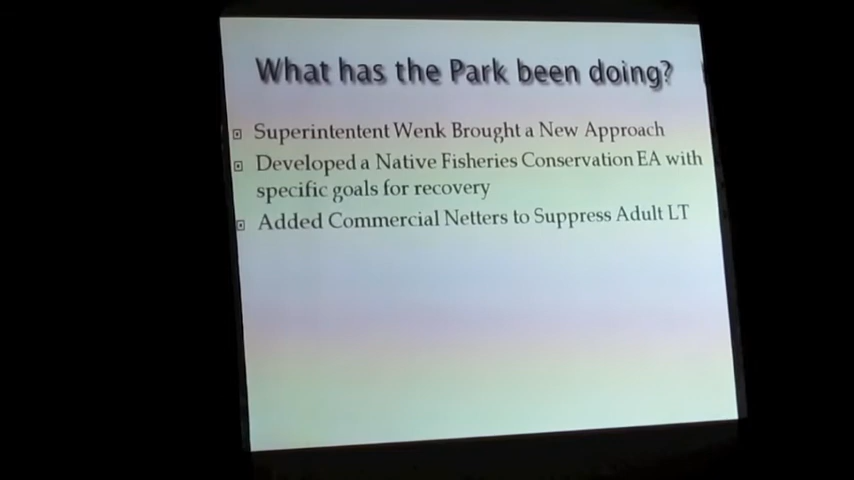 What has the Park been doing?
Superintentent Wenk Brought a New Approach
Developed a Native Fisheries Conservation EA with
specific goals for recovery
Added Commercial Netters to Suppress Adult LT